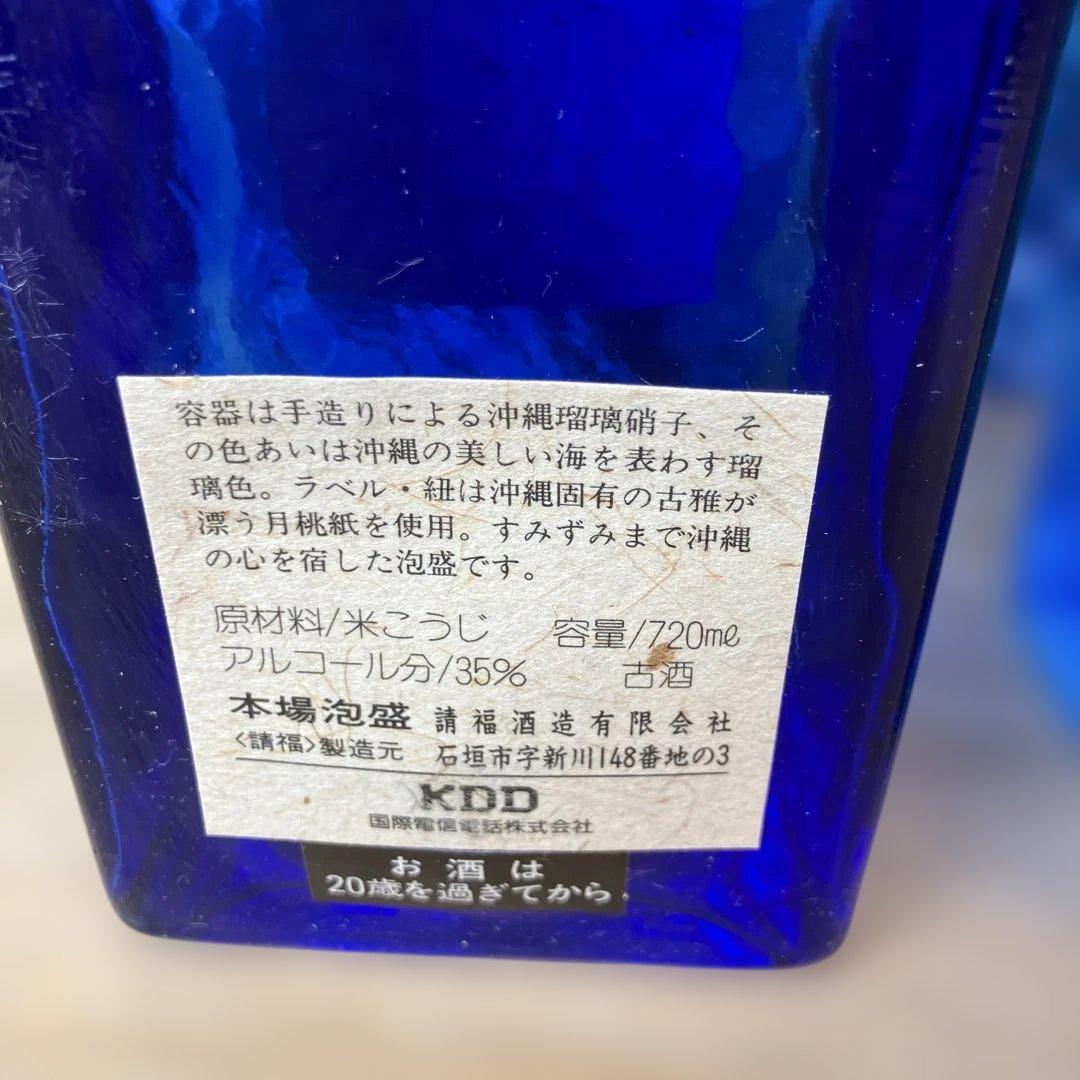 容器は手造りによる沖縄瑠璃硝子、そ
の色あいは沖縄の美しい海を表わす瑠
璃色。ラベル・紐は沖縄固有の古雅が
漂う月桃紙を使用。すみずみまで沖縄
の心を宿した泡盛です。
原材料/米こうじ 容量/720mℓ
アルコール分/35% 古酒
本場泡盛 請福酒造有限会社
<請福>製造元 石垣市字新川148番地の3
KDD
国際電信電話株式会社
お酒は
20歳を過ぎてから